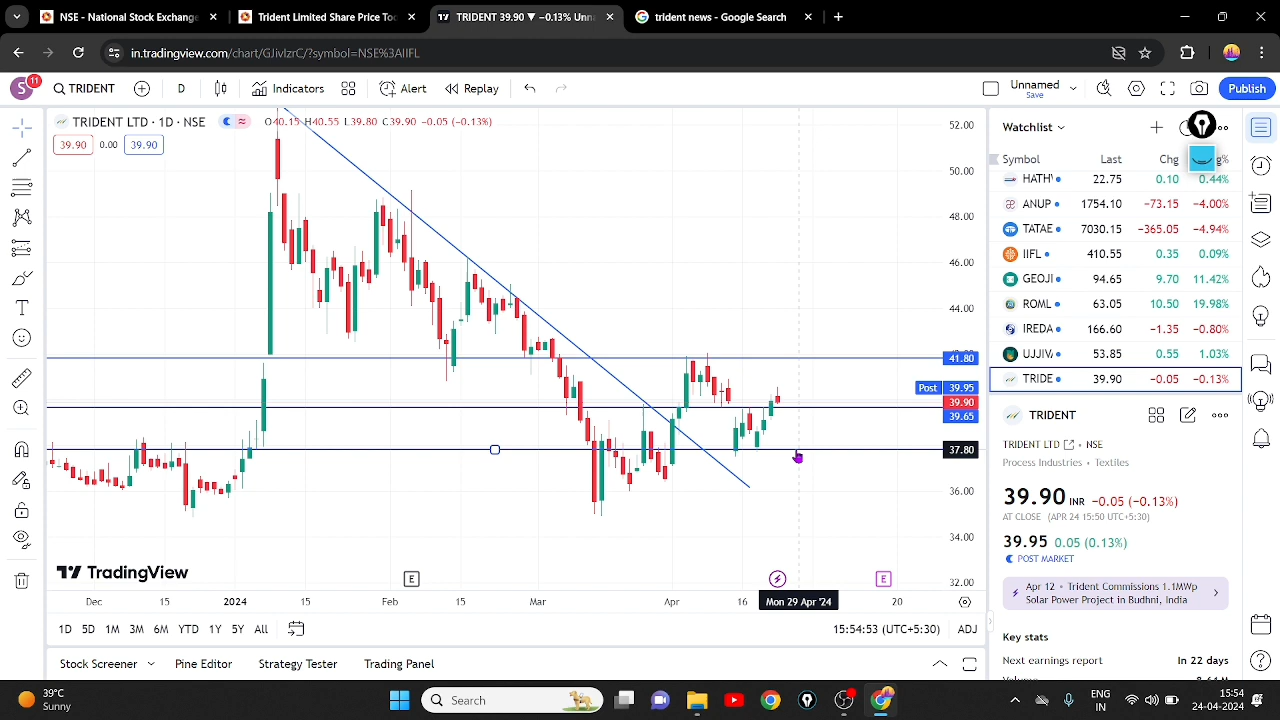 NSE - National Stock Exchange
Trident Limited Share Price Too
TRIDENT 39.90 ▼ −0.13% Unna
trident news - Google Search
in.tradingview.com/chart/GJivIzrC/?symbol=NSE%3AIIFL
S 11
TRIDENT
D
Indicators
Alert
Replay
Unnamed
Save
Publish
TRIDENT LTD · 1D · NSE
O40.15 H40.55 L39.80 C39.90 −0.05 (−0.13%)
39.90 0.00 39.90
52.00
50.00
48.00
46.00
44.00
41.80
Post 39.95
39.90
39.65
37.80
36.00
34.00
32.00
TradingView
E
E
Dec 15 2024 15 Feb 15 Mar Apr 16 Mon 29 Apr '24 20
1D 5D 1M 3M 6M YTD 1Y 5Y All
15:54:53 (UTC+5:30) ADJ
Stock Screener
Pine Editor
Strategy Tester
Trading Panel
Watchlist
Symbol Last Chg
HATH 22.75 0.10 0.44%
ANUP 1754.10 −73.15 −4.00%
TATAE 7030.15 −365.05 −4.94%
IIFL 410.55 0.35 0.09%
GEOJI 94.65 9.70 11.42%
ROML 63.05 10.50 19.98%
IREDA 166.60 −1.35 −0.80%
UJJIVA 53.85 0.55 1.03%
TRIDE 39.90 −0.05 −0.13%
TRIDENT
TRIDENT LTD NSE
Process Industries • Textiles
39.90 INR −0.05 (−0.13%)
AT CLOSE (APR 24 15:50 UTC+5:30)
39.95 0.05 (0.13%)
POST MARKET
Apr 12 • Trident Commissions 1.1MWp
Solar Power Project in Budhni, India
Key stats
Next earnings report In 22 days
39°C
Sunny
Search
ENG
IN
15:54
24-04-2024